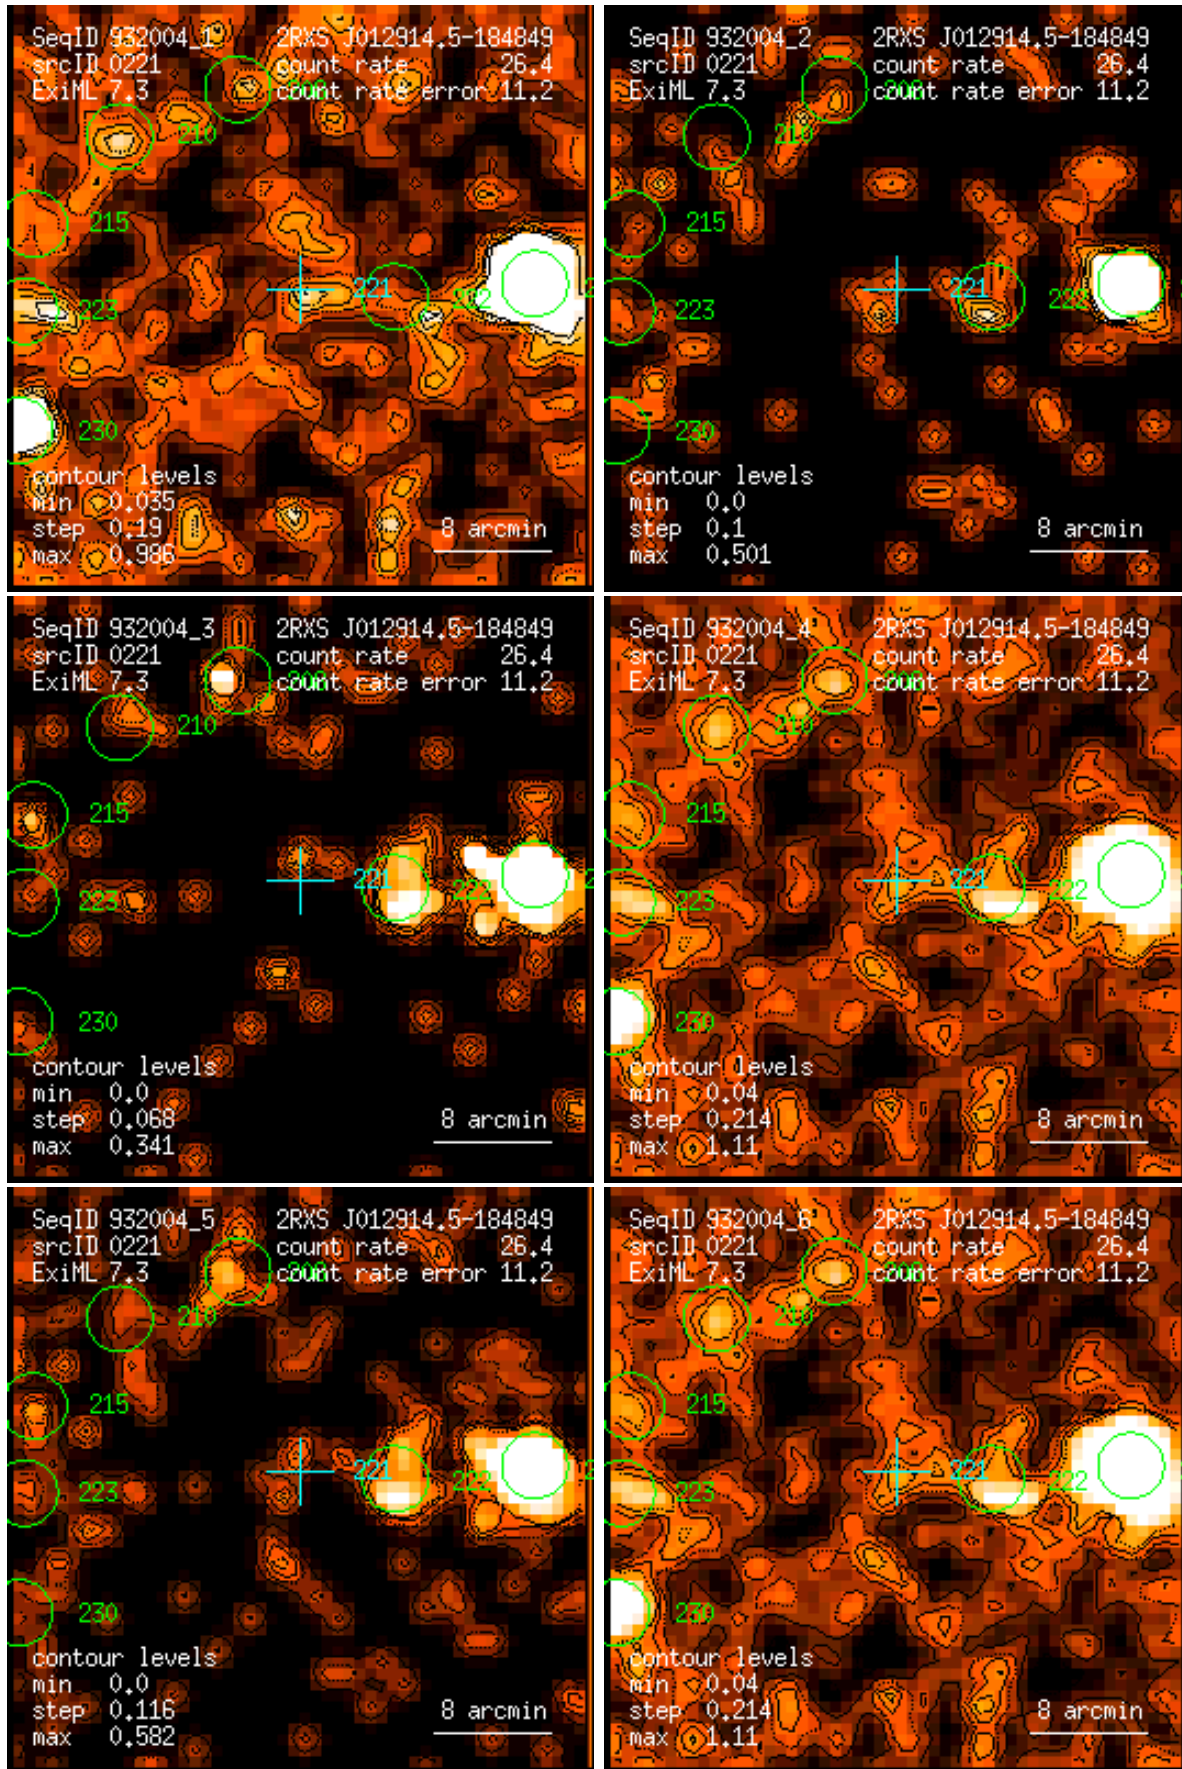 SeqID 932004_1 2RXS J012914.5-184849
srcID 0221 count rate 26.4
ExiML 7.3 count rate error 11.2
210
215
221
222
223
230
contour levels
min 0.035
step 0.19
max 0.986
8 arcmin
SeqID 932004_2 2RXS J012914.5-184849
srcID 0221 count rate 26.4
ExiML 7.3 count rate error 11.2
210
215
221
222
223
230
contour levels
min 0.0
step 0.1
max 0.501
8 arcmin
SeqID 932004_3 2RXS J012914.5-184849
srcID 0221 count rate 26.4
ExiML 7.3 count rate error 11.2
210
215
221
222
223
230
contour levels
min 0.0
step 0.068
max 0.341
8 arcmin
SeqID 932004_4 2RXS J012914.5-184849
srcID 0221 count rate 26.4
ExiML 7.3 count rate error 11.2
210
215
221
222
223
230
contour levels
min 0.04
step 0.214
max 1.11
8 arcmin
SeqID 932004_5 2RXS J012914.5-184849
srcID 0221 count rate 26.4
ExiML 7.3 count rate error 11.2
210
215
221
222
223
230
contour levels
min 0.0
step 0.116
max 0.582
8 arcmin
SeqID 932004_6 2RXS J012914.5-184849
srcID 0221 count rate 26.4
ExiML 7.3 count rate error 11.2
210
215
221
222
223
230
contour levels
min 0.04
step 0.214
max 1.11
8 arcmin